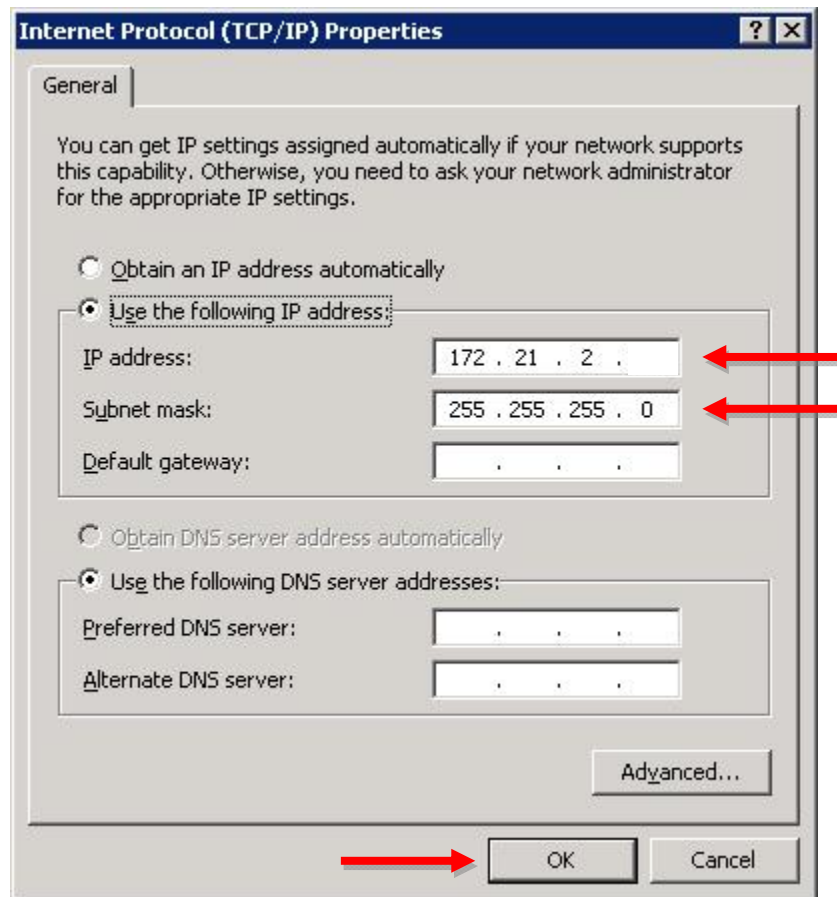 Internet Protocol (TCP/IP) Properties
General
You can get IP settings assigned automatically if your network supports
this capability. Otherwise, you need to ask your network administrator
for the appropriate IP settings.
Obtain an IP address automatically
Use the following IP address:
IP address: 172 . 21 . 2 .
Subnet mask: 255 . 255 . 255 . 0
Default gateway: . . .
Obtain DNS server address automatically
Use the following DNS server addresses:
Preferred DNS server: . . .
Alternate DNS server: . . .
Advanced...
OK Cancel